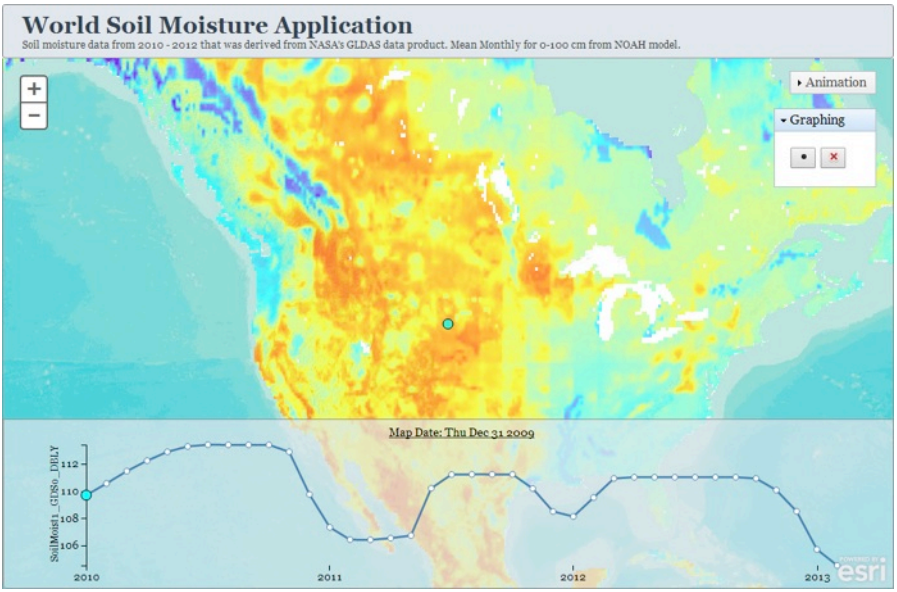 World Soil Moisture Application
Soil moisture data from 2010 - 2012 that was derived from NASA's GLDAS data product. Mean Monthly for 0-100 cm from NOAH model.
+
−
Animation
Graphing
Map Date: Thu Dec 31 2009
SoilMoist1_GDS0_DBLY
112
110
108
106
2010
2011
2012
2013
POWERED BY
esri